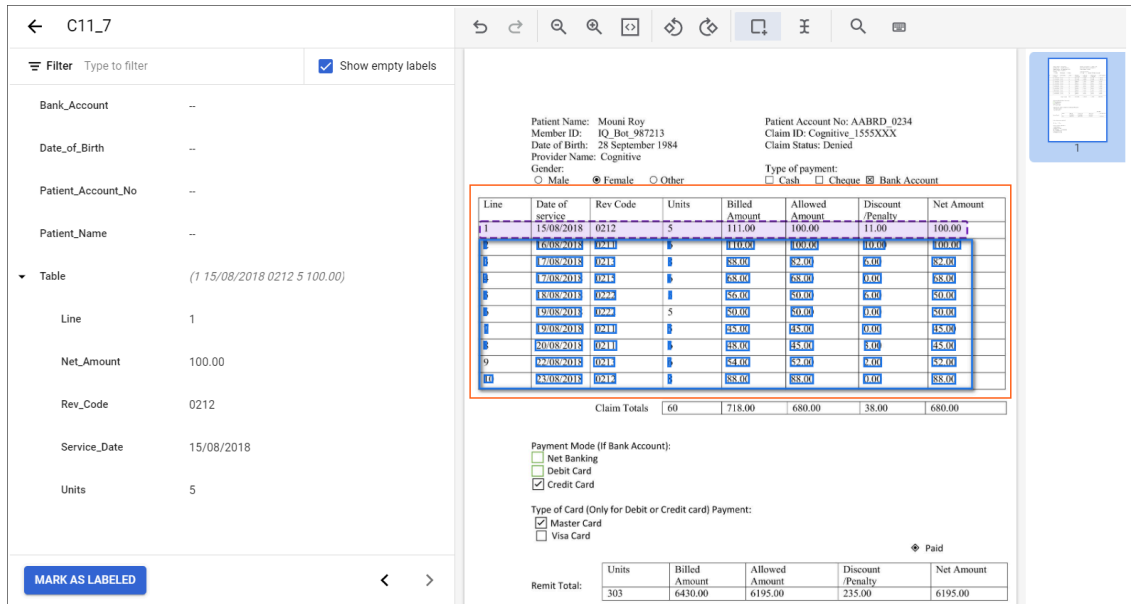 C11_7
Filter Type to filter Show empty labels
Bank_Account --
Date_of_Birth --
Patient_Account_No --
Patient_Name --
Table (1 15/08/2018 0212 5 100.00)
Line 1
Net_Amount 100.00
Rev_Code 0212
Service_Date 15/08/2018
Units 5
MARK AS LABELED
Patient Name: Mouni Roy Patient Account No: AABRD_0234
Member ID: IQ_Bot_987213 Claim ID: Cognitive_1555XXX
Date of Birth: 28 September 1984 Claim Status: Denied
Provider Name: Cognitive
Gender: Type of payment:
Male Female Other Cash Cheque Bank Account
Line Date of service Rev Code Units Billed Amount Allowed Amount Discount /Penalty Net Amount
1 15/08/2018 0212 5 111.00 100.00 11.00 100.00
2 16/08/2018 0211 110.00 100.00 10.00 100.00
17/08/2018 88.00 82.00 6.00 82.00
17/08/2018 68.00 68.00 0.00 68.00
18/08/2018 0222 56.00 50.00 6.00 50.00
19/08/2018 0222 5 50.00 50.00 0.00 50.00
19/08/2018 0211 45.00 45.00 0.00 45.00
8 20/08/2018 0211 48.00 45.00 3.00 45.00
9 22/08/2018 54.00 52.00 2.00 52.00
10 23/08/2018 0212 88.00 88.00 0.00 88.00
Claim Totals 60 718.00 680.00 38.00 680.00
Payment Mode (If Bank Account):
Net Banking
Debit Card
Credit Card
Type of Card (Only for Debit or Credit card) Payment:
Master Card
Visa Card
Paid
Units Billed Amount Allowed Amount Discount /Penalty Net Amount
Remit Total: 303 6430.00 6195.00 235.00 6195.00
1